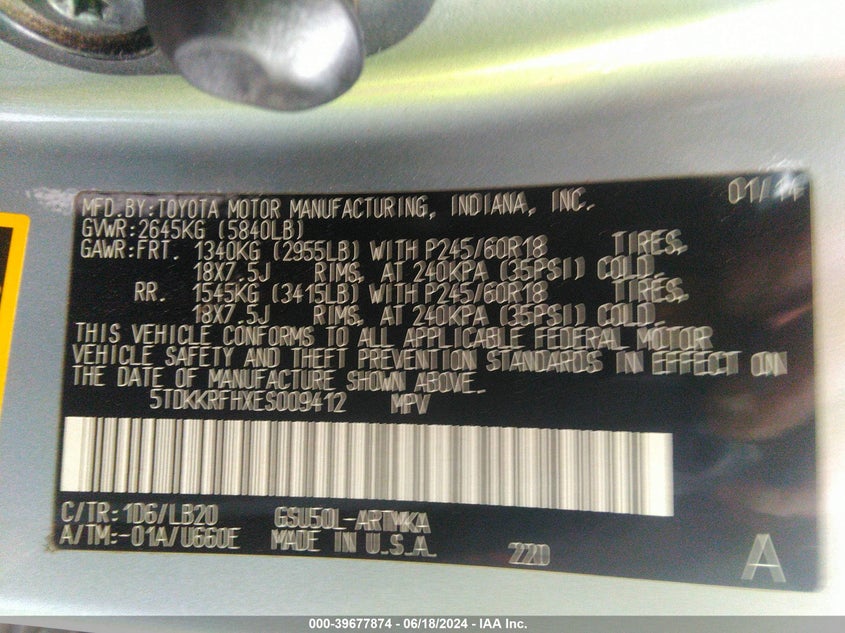 MFD.BY:TOYOTA MOTOR MANUFACTURING, INDIANA, INC. 01/14
GVWR:2645KG (5840LB)
GAWR:FRT. 1340KG (2955LB) WITH P245/60R18 TIRES,
18X7.5J RIMS, AT 240KPA (35PSI) COLD.
RR. 1545KG (3415LB) WITH P245/60R18 TIRES,
18X7.5J RIMS, AT 240KPA (35PSI) COLD.
THIS VEHICLE CONFORMS TO ALL APPLICABLE FEDERAL MOTOR
VEHICLE SAFETY AND THEFT PREVENTION STANDARDS IN EFFECT ON
THE DATE OF MANUFACTURE SHOWN ABOVE.
5TDKKRFHXES009412 MPV
C/TR:1D6/LB20 GSU50L-ARTMKA
A/TM:-01A/U660E MADE IN U.S.A.
220 A
000-39677874 - 06/18/2024 - IAA Inc.